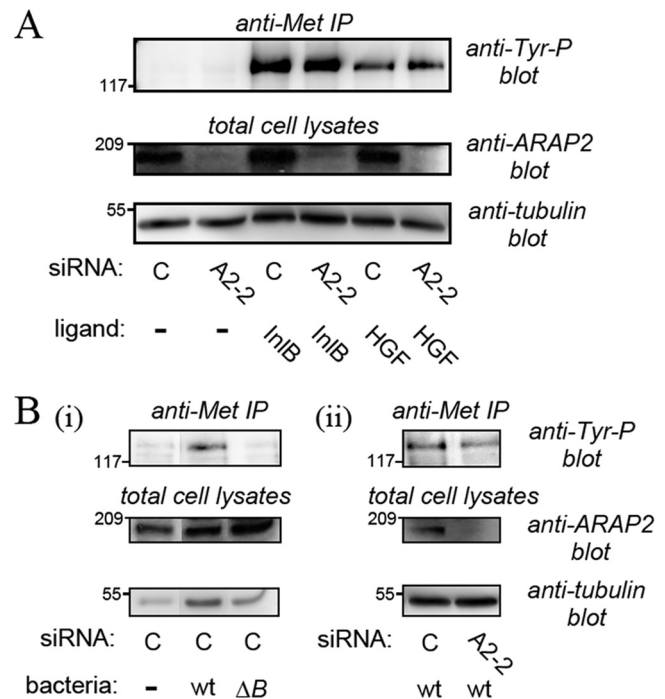 A
anti-Met IP
anti-Tyr-P
blot
117
total cell lysates
209
anti-ARAP2
blot
55
anti-tubulin
blot
siRNA: C A2-2 C A2-2 C A2-2
ligand: - - InlB InlB HGF HGF
B (i) anti-Met IP (ii) anti-Met IP
anti-Tyr-P
blot
117 117
total cell lysates total cell lysates
209 209
anti-ARAP2
blot
55 55
anti-tubulin
blot
siRNA: C C C siRNA: C A2-2
bacteria: - wt ΔB wt wt